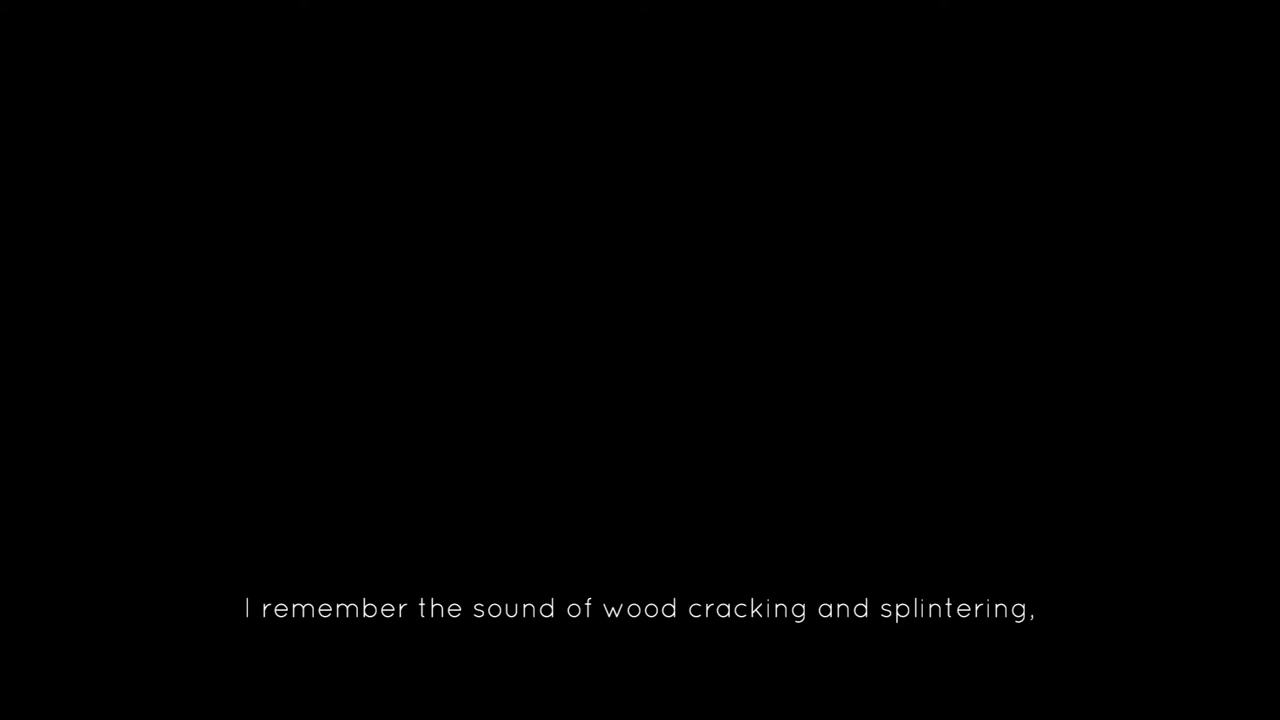 I remember the sound of wood cracking and splintering,